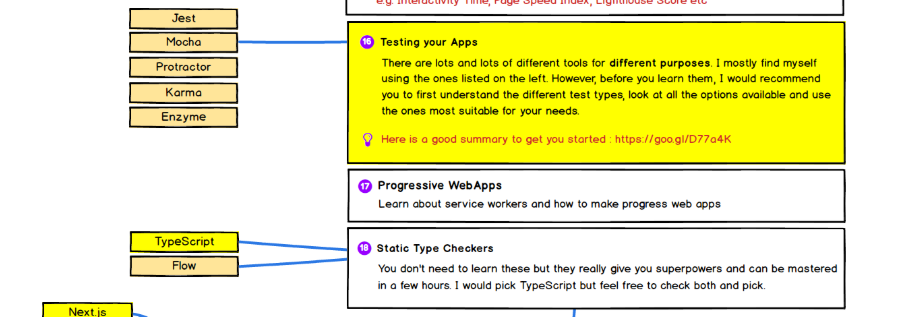 e.g. Interactivity Time, Page Speed Index, Lighthouse Score etc
Jest
Mocha
Protractor
Karma
Enzyme
16 Testing your Apps
There are lots and lots of different tools for different purposes. I mostly find myself
using the ones listed on the left. However, before you learn them, I would recommend
you to first understand the different test types, look at all the options available and use
the ones most suitable for your needs.
Here is a good summary to get you started : https://goo.gl/D77a4K
17 Progressive WebApps
Learn about service workers and how to make progress web apps
TypeScript
Flow
18 Static Type Checkers
You don't need to learn these but they really give you superpowers and can be mastered
in a few hours. I would pick TypeScript but feel free to check both and pick.
Next.js